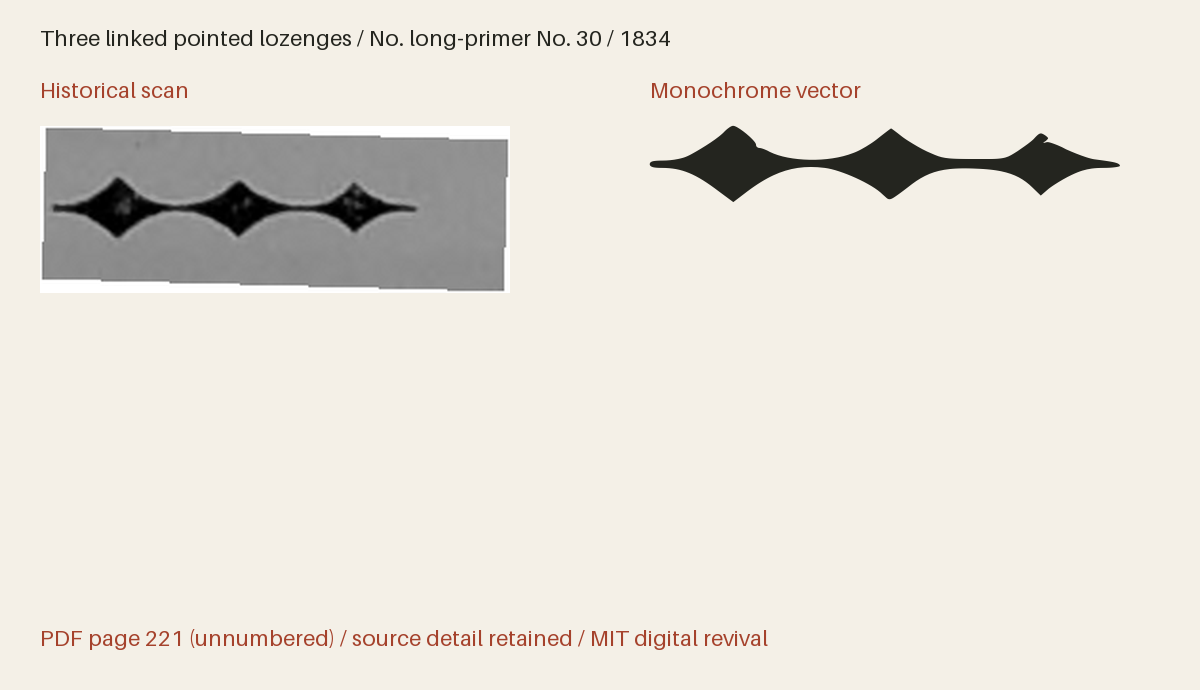 Three linked pointed lozenges / No. long-primer No. 30 / 1834
Historical scan
Monochrome vector
PDF page 221 (unnumbered) / source detail retained / MIT digital revival